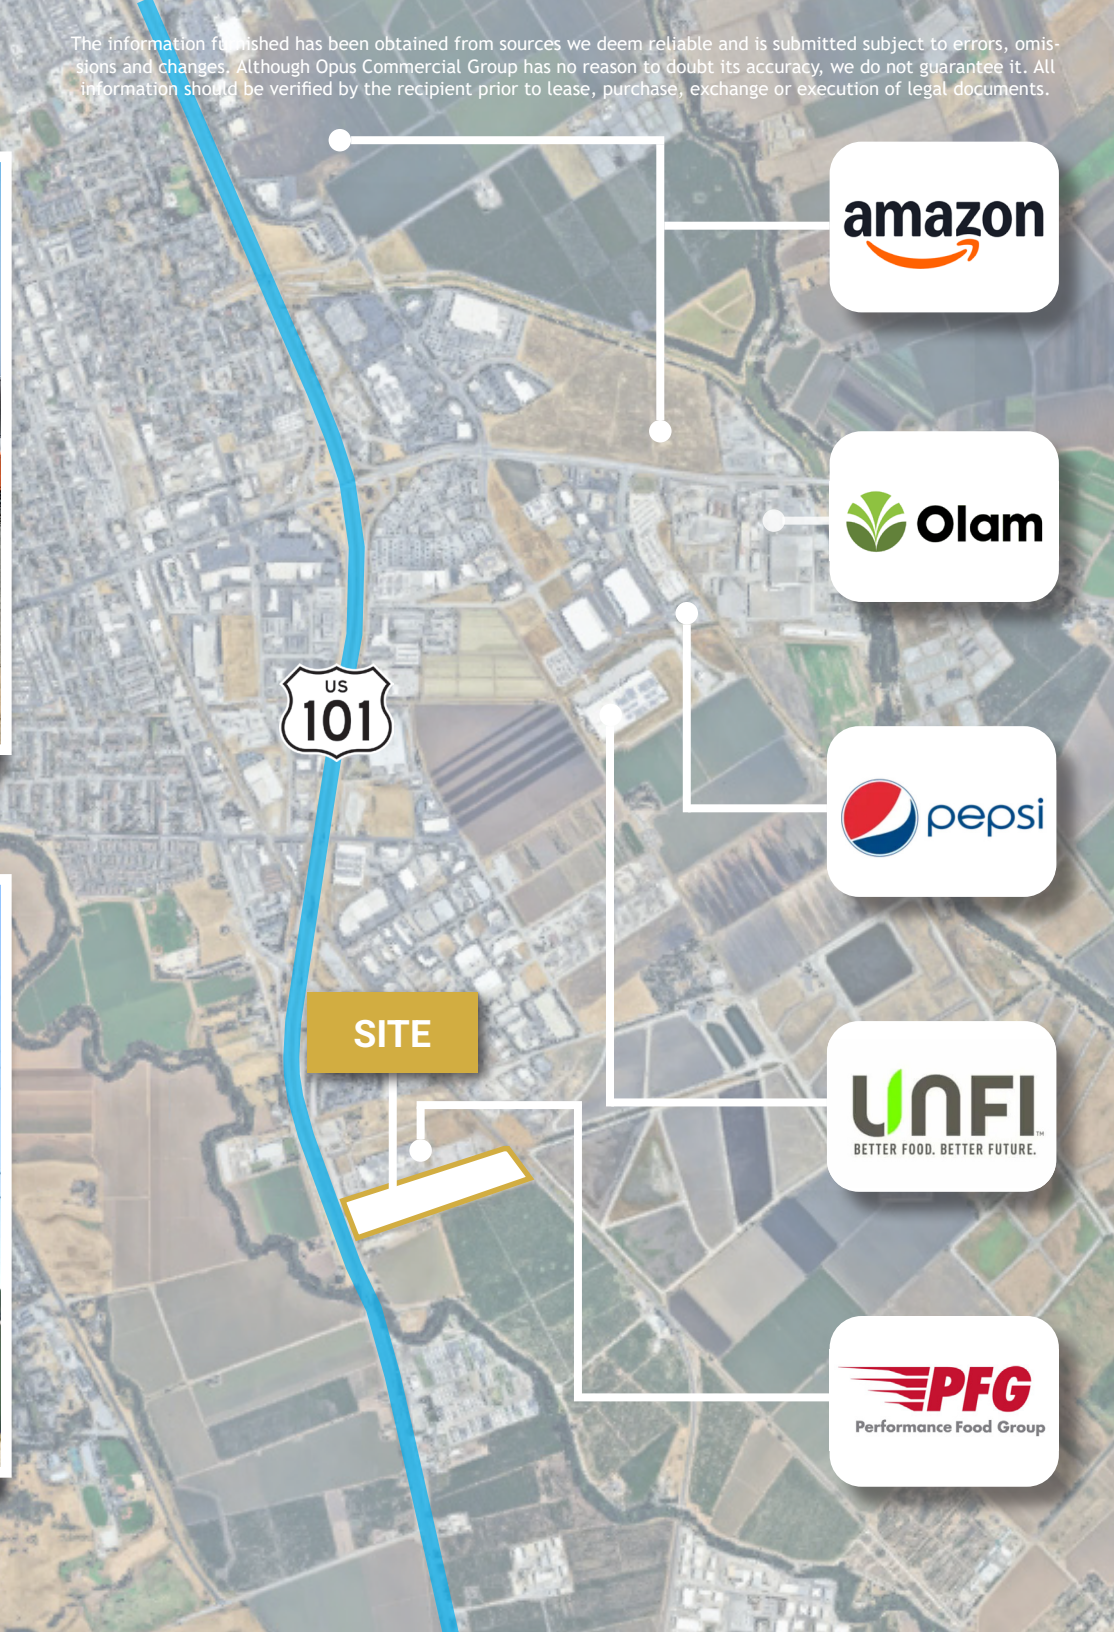 The information furnished has been obtained from sources we deem reliable and is submitted subject to errors, omis-
sions and changes. Although Opus Commercial Group has no reason to doubt its accuracy, we do not guarantee it. All
information should be verified by the recipient prior to lease, purchase, exchange or execution of legal documents.
amazon
Olam
US
101
pepsi
SITE
UNFI™
BETTER FOOD. BETTER FUTURE.
PFG
Performance Food Group